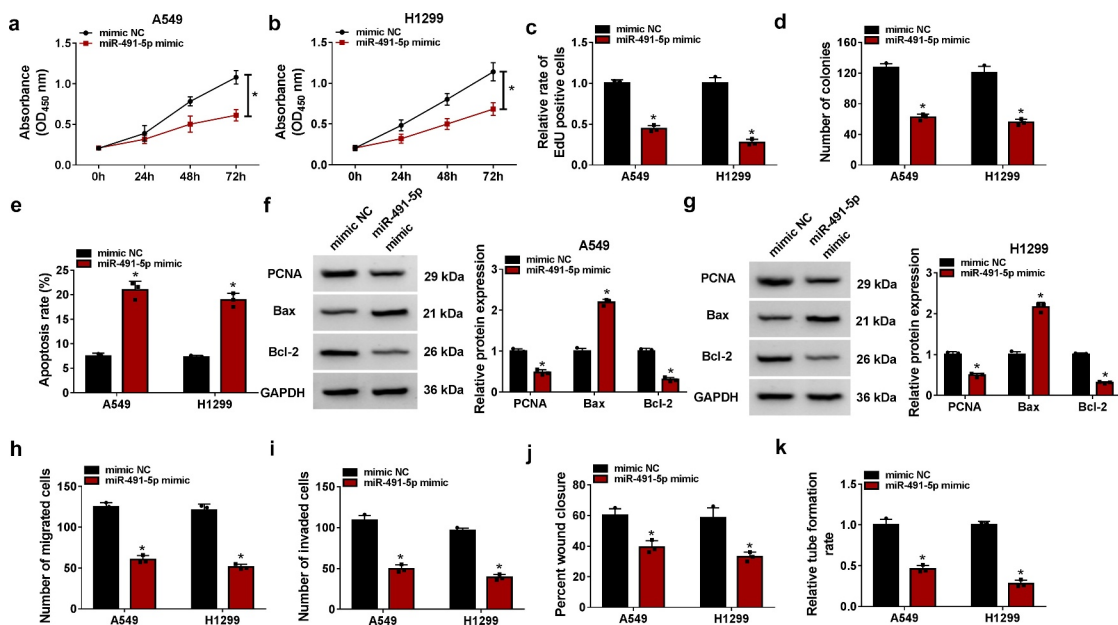 a
A549
mimic NC
miR-491-5p mimic
Absorbance
(OD450 nm)
1.5
1.0
0.5
0.0
0h 24h 48h 72h
*
b
H1299
mimic NC
miR-491-5p mimic
Absorbance
(OD450 nm)
1.5
1.0
0.5
0.0
0h 24h 48h 72h
*
c
mimic NC
miR-491-5p mimic
Relative rate of
EdU positive cells
1.5
1.0
0.5
0.0
* *
A549 H1299
d
mimic NC
miR-491-5p mimic
Number of colonies
160
120
80
40
0
* *
A549 H1299
e
mimic NC
miR-491-5p mimic
Apoptosis rate (%)
25
20
15
10
5
0
* *
A549 H1299
f
mimic NC
miR-491-5p
mimic
PCNA 29 kDa
Bax 21 kDa
Bcl-2 26 kDa
GAPDH 36 kDa
A549
mimic NC
miR-491-5p mimic
Relative protein expression
3
2
1
0
* * *
PCNA Bax Bcl-2
g
mimic NC
miR-491-5p
mimic
PCNA 29 kDa
Bax 21 kDa
Bcl-2 26 kDa
GAPDH 36 kDa
H1299
mimic NC
miR-491-5p mimic
Relative protein expression
3
2
1
0
* * *
PCNA Bax Bcl-2
h
mimic NC
miR-491-5p mimic
Number of migrated cells
150
100
50
0
* *
A549 H1299
i
mimic NC
miR-491-5p mimic
Number of invaded cells
150
100
50
0
* *
A549 H1299
j
mimic NC
miR-491-5p mimic
Percent wound closure
80
60
40
20
0
* *
A549 H1299
k
mimic NC
miR-491-5p mimic
Relative tube formation
rate
1.5
1.0
0.5
0.0
* *
A549 H1299